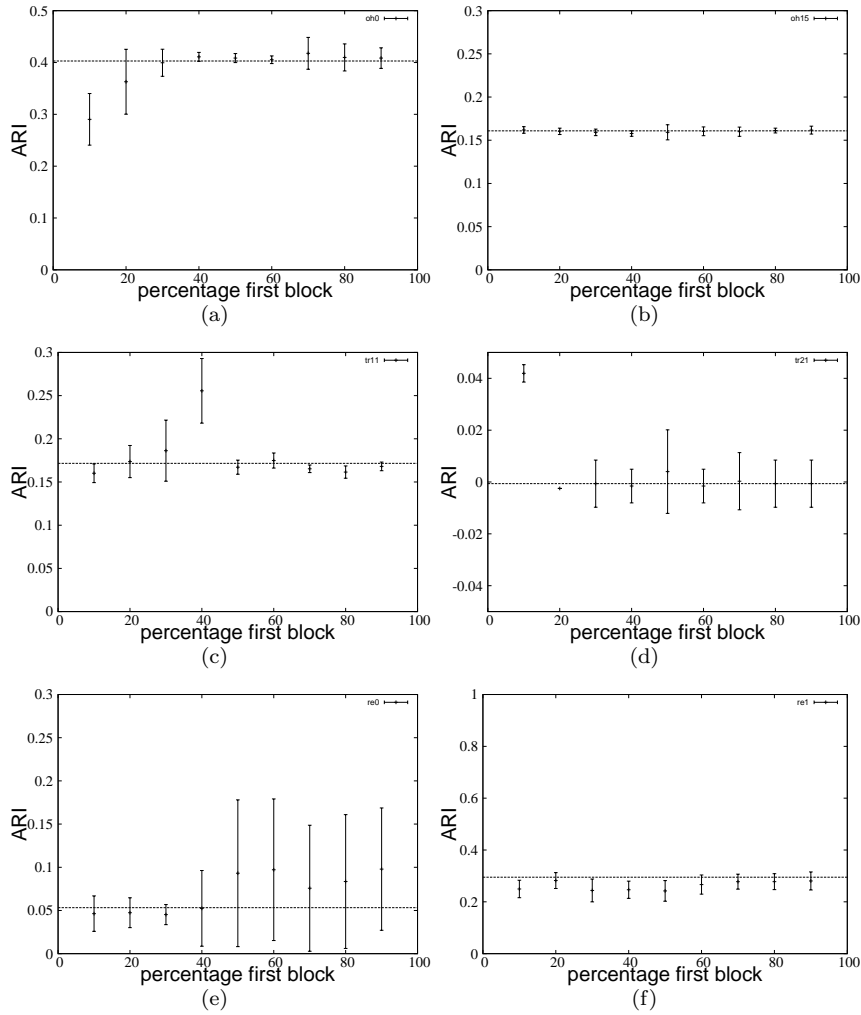 0.5
oh0
0.4
0.3
ARI
0.2
0.1
0
0 20 40 60 80 100
percentage first block
(a)
0.3
oh15
0.25
0.2
ARI
0.15
0.1
0.05
0
0 20 40 60 80 100
percentage first block
(b)
0.3
tr11
0.25
0.2
ARI
0.15
0.1
0.05
0
0 20 40 60 80 100
percentage first block
(c)
tr21
0.04
0.02
ARI
0
-0.02
-0.04
0 20 40 60 80 100
percentage first block
(d)
0.3
re0
0.25
0.2
ARI
0.15
0.1
0.05
0
0 20 40 60 80 100
percentage first block
(e)
1
re1
0.8
0.6
ARI
0.4
0.2
0
0 20 40 60 80 100
percentage first block
(f)